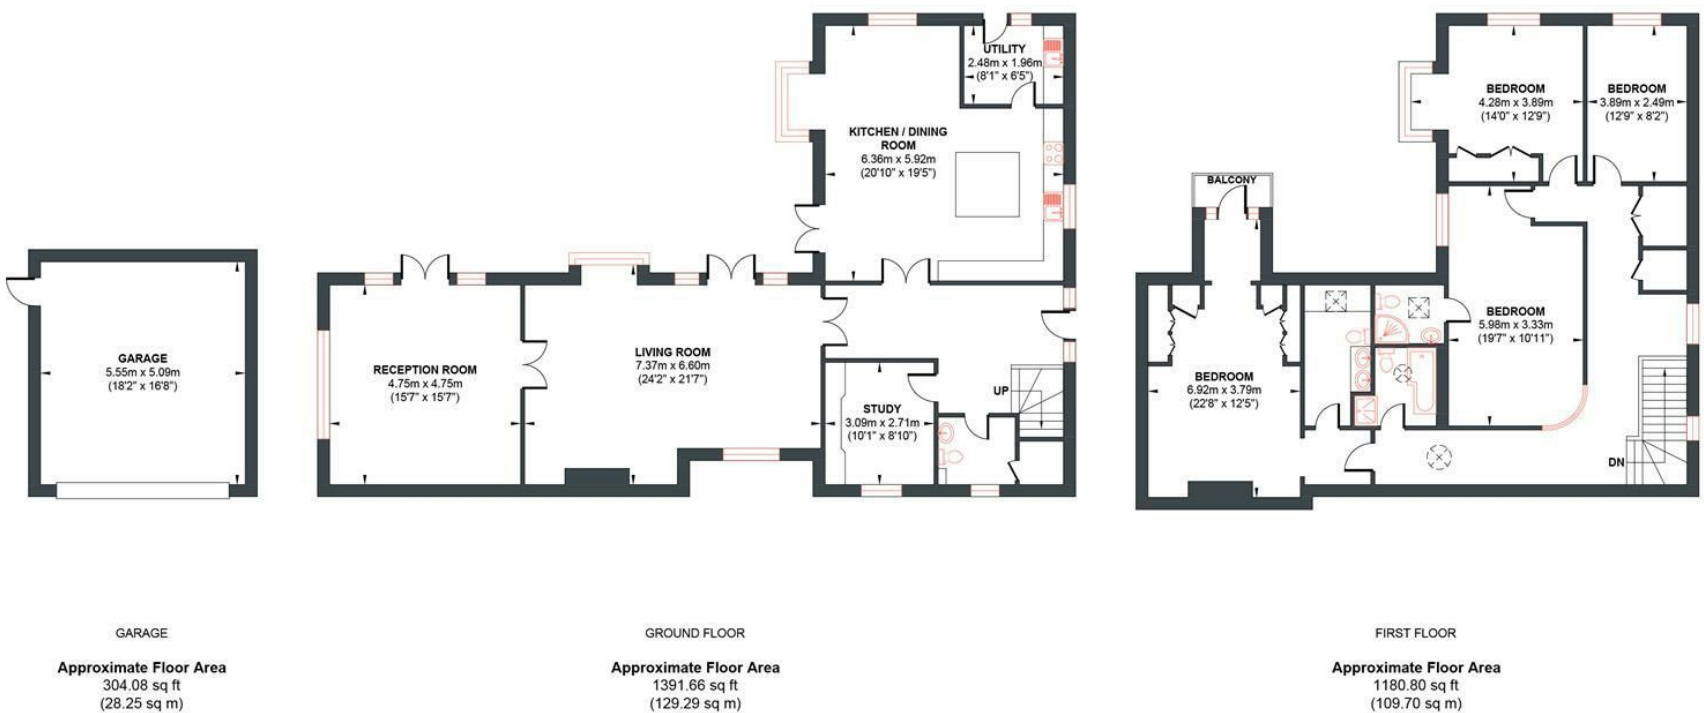 GARAGE
5.55m x 5.09m
(18'2" x 16'8")
RECEPTION ROOM
4.75m x 4.75m
(15'7" x 15'7")
LIVING ROOM
7.37m x 6.60m
(24'2" x 21'7")
KITCHEN / DINING
ROOM
6.36m x 5.92m
(20'10" x 19'5")
UTILITY
2.48m x 1.96m
(8'1" x 6'5")
STUDY
3.09m x 2.71m
(10'1" x 8'10")
UP
BALCONY
BEDROOM
4.28m x 3.89m
(14'0" x 12'9")
BEDROOM
3.89m x 2.49m
(12'9" x 8'2")
BEDROOM
5.98m x 3.33m
(19'7" x 10'11")
BEDROOM
6.92m x 3.79m
(22'8" x 12'5")
DN
GARAGE
Approximate Floor Area
304.08 sq ft
(28.25 sq m)
GROUND FLOOR
Approximate Floor Area
1391.66 sq ft
(129.29 sq m)
FIRST FLOOR
Approximate Floor Area
1180.80 sq ft
(109.70 sq m)